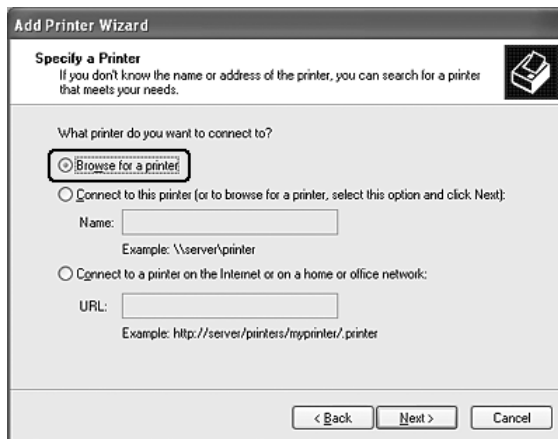 Add Printer Wizard
Specify a Printer
If you don't know the name or address of the printer, you can search for a printer
that meets your needs.
What printer do you want to connect to?
Browse for a printer
Connect to this printer (or to browse for a printer, select this option and click Next):
Name:
Example: \\server\printer
Connect to a printer on the Internet or on a home or office network:
URL:
Example: http://server/printers/myprinter/.printer
< Back
Next >
Cancel